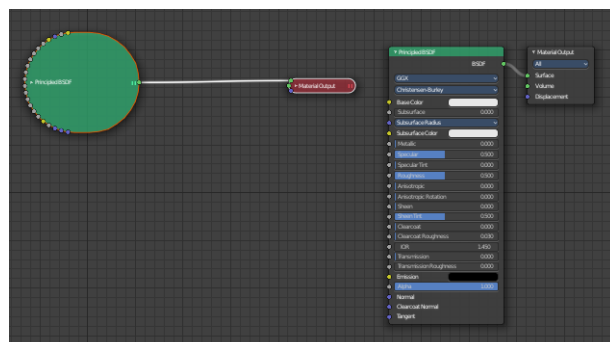 Principled BSDF
Material Output
Principled BSDF
BSDF
GGX
Christensen-Burley
Base Color
Subsurface 0.000
Subsurface Radius
Subsurface Color
Metallic 0.000
Specular 0.500
Specular Tint 0.000
Roughness 0.500
Anisotropic 0.000
Anisotropic Rotation 0.000
Sheen 0.000
Sheen Tint 0.500
Clearcoat 0.000
Clearcoat Roughness 0.030
IOR 1.450
Transmission 0.000
Transmission Roughness 0.000
Emission
Alpha 1.000
Normal
Clearcoat Normal
Tangent
Material Output
All
Surface
Volume
Displacement